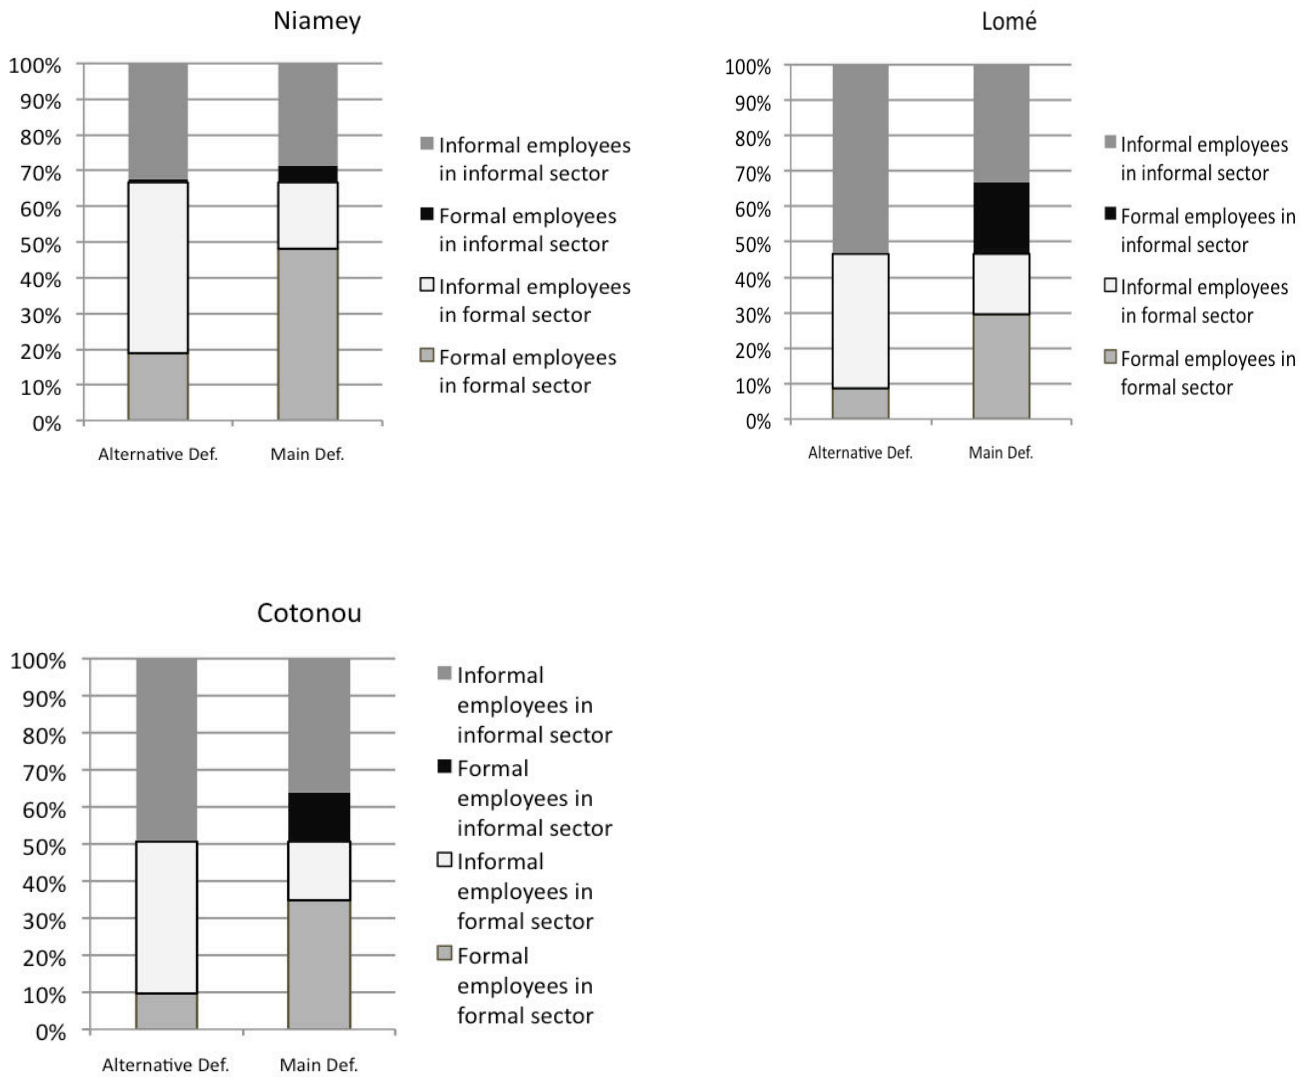 Niamey
100%
90%
80%
70%
60%
50%
40%
30%
20%
10%
0%
Alternative Def.
Main Def.
Informal employees
in informal sector
Formal employees
in informal sector
Informal employees
in formal sector
Formal employees
in formal sector
Lomé
100%
90%
80%
70%
60%
50%
40%
30%
20%
10%
0%
Alternative Def.
Main Def.
Informal employees
in informal sector
Formal employees in
informal sector
Informal employees
in formal sector
Formal employees in
formal sector
Cotonou
100%
90%
80%
70%
60%
50%
40%
30%
20%
10%
0%
Alternative Def.
Main Def.
Informal
employees in
informal sector
Formal
employees in
informal sector
Informal
employees in
formal sector
Formal
employees in
formal sector